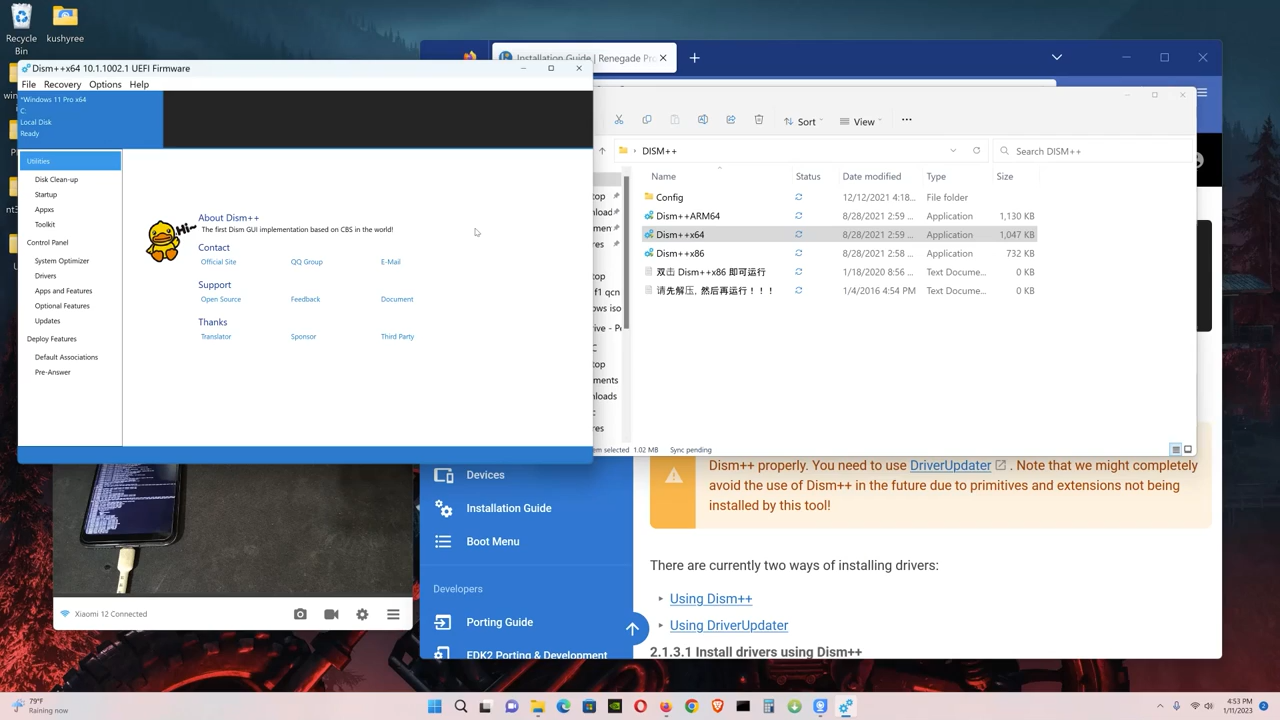 Recycle
Bin
kushyree
Installation Guide | Renegade Pro
Dism++x64 10.1.1002.1 UEFI Firmware
File Recovery Options Help
*Windows 11 Pro x64
C:
Local Disk
Ready
Utilities
Disk Clean-up
Startup
Appxs
Toolkit
Control Panel
System Optimizer
Drivers
Apps and Features
Optional Features
Updates
Deploy Features
Default Associations
Pre-Answer
Hi~
About Dism++
The first Dism GUI implementation based on CBS in the world!
Contact
Official Site QQ Group E-Mail
Support
Open Source Feedback Document
Thanks
Translator Sponsor Third Party
Sort View
DISM++
Search DISM++
Name Status Date modified Type Size
Config 12/12/2021 4:18... File folder
Dism++ARM64 8/28/2021 2:59 ... Application 1,130 KB
Dism++x64 8/28/2021 2:59 ... Application 1,047 KB
Dism++x86 8/28/2021 2:58 ... Application 732 KB
双击 Dism++x86 即可运行 1/18/2020 8:56 ... Text Docume... 0 KB
请先解压, 然后再运行！！！ 1/4/2016 4:54 PM Text Docume... 0 KB
em selected 1.02 MB Sync pending
Xiaomi 12 Connected
Devices
Installation Guide
Boot Menu
Developers
Porting Guide
EDK2 Porting & Development
Dism++ properly. You need to use DriverUpdater . Note that we might completely
avoid the use of Dism++ in the future due to primitives and extensions not being
installed by this tool!
There are currently two ways of installing drivers:
Using Dism++
Using DriverUpdater
2.1.3.1 Install drivers using Dism++
79°F
Raining now
4:53 PM
1/11/2023
2